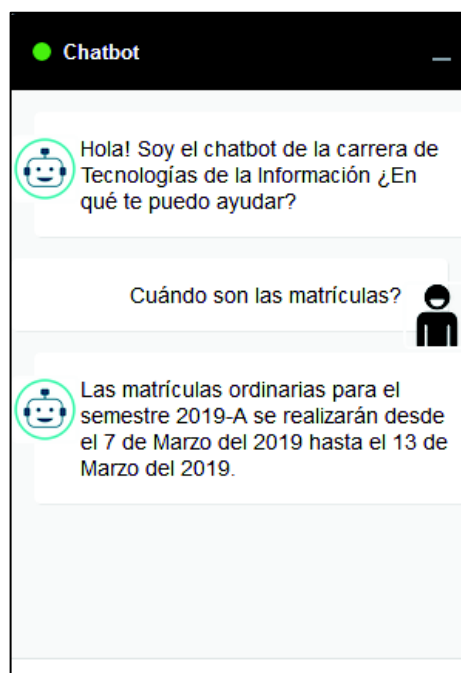 Chatbot
Hola! Soy el chatbot de la carrera de
Tecnologías de la Información ¿En
qué te puedo ayudar?
Cuándo son las matrículas?
Las matrículas ordinarias para el
semestre 2019-A se realizarán desde
el 7 de Marzo del 2019 hasta el 13 de
Marzo del 2019.